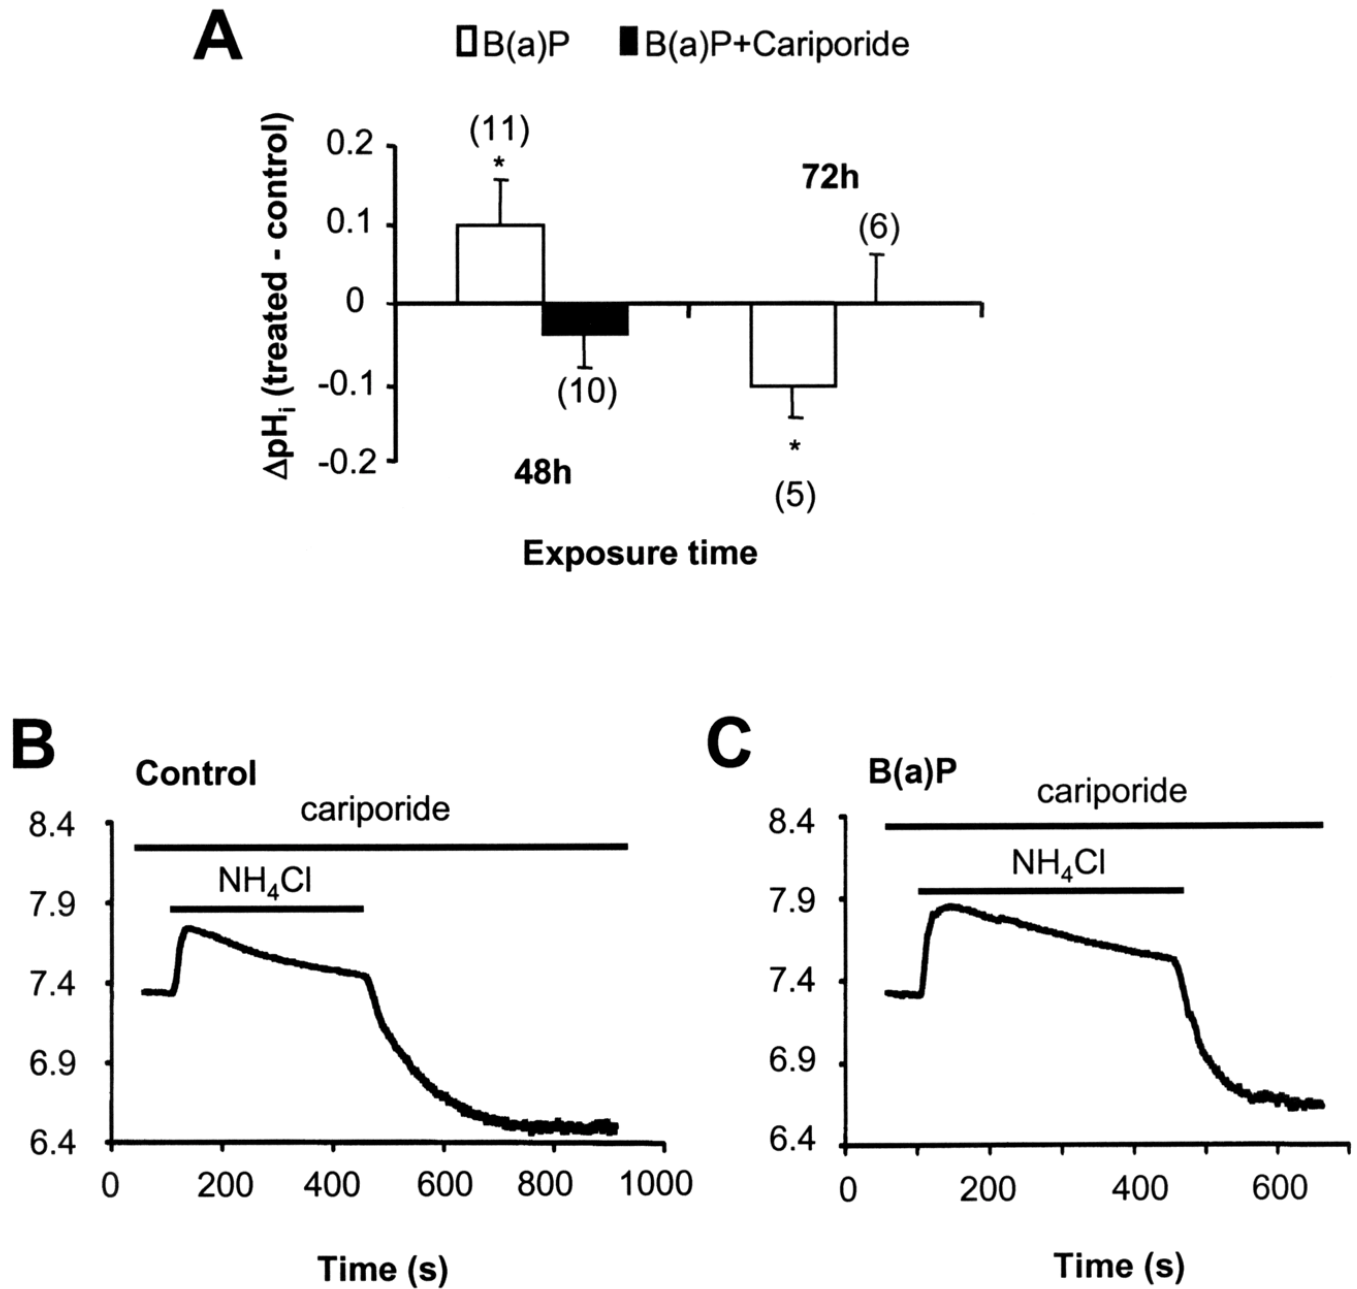 A
B(a)P B(a)P+Cariporide
ΔpHi (treated - control)
0.2
0.1
0
-0.1
-0.2
(11)
*
72h
(6)
(10)
*
48h
(5)
Exposure time
B
Control
cariporide
NH4Cl
8.4
7.9
7.4
6.9
6.4
0 200 400 600 800 1000
Time (s)
C
B(a)P
cariporide
NH4Cl
8.4
7.9
7.4
6.9
6.4
0 200 400 600
Time (s)